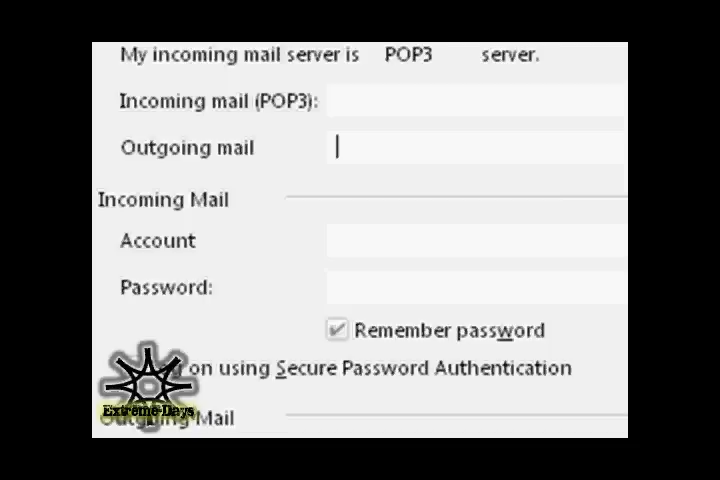 My incoming mail server is POP3 server.
Incoming mail (POP3):
Outgoing mail
Incoming Mail
Account
Password:
Remember password
on using Secure Password Authentication
Extreme-Days
Outgoing Mail